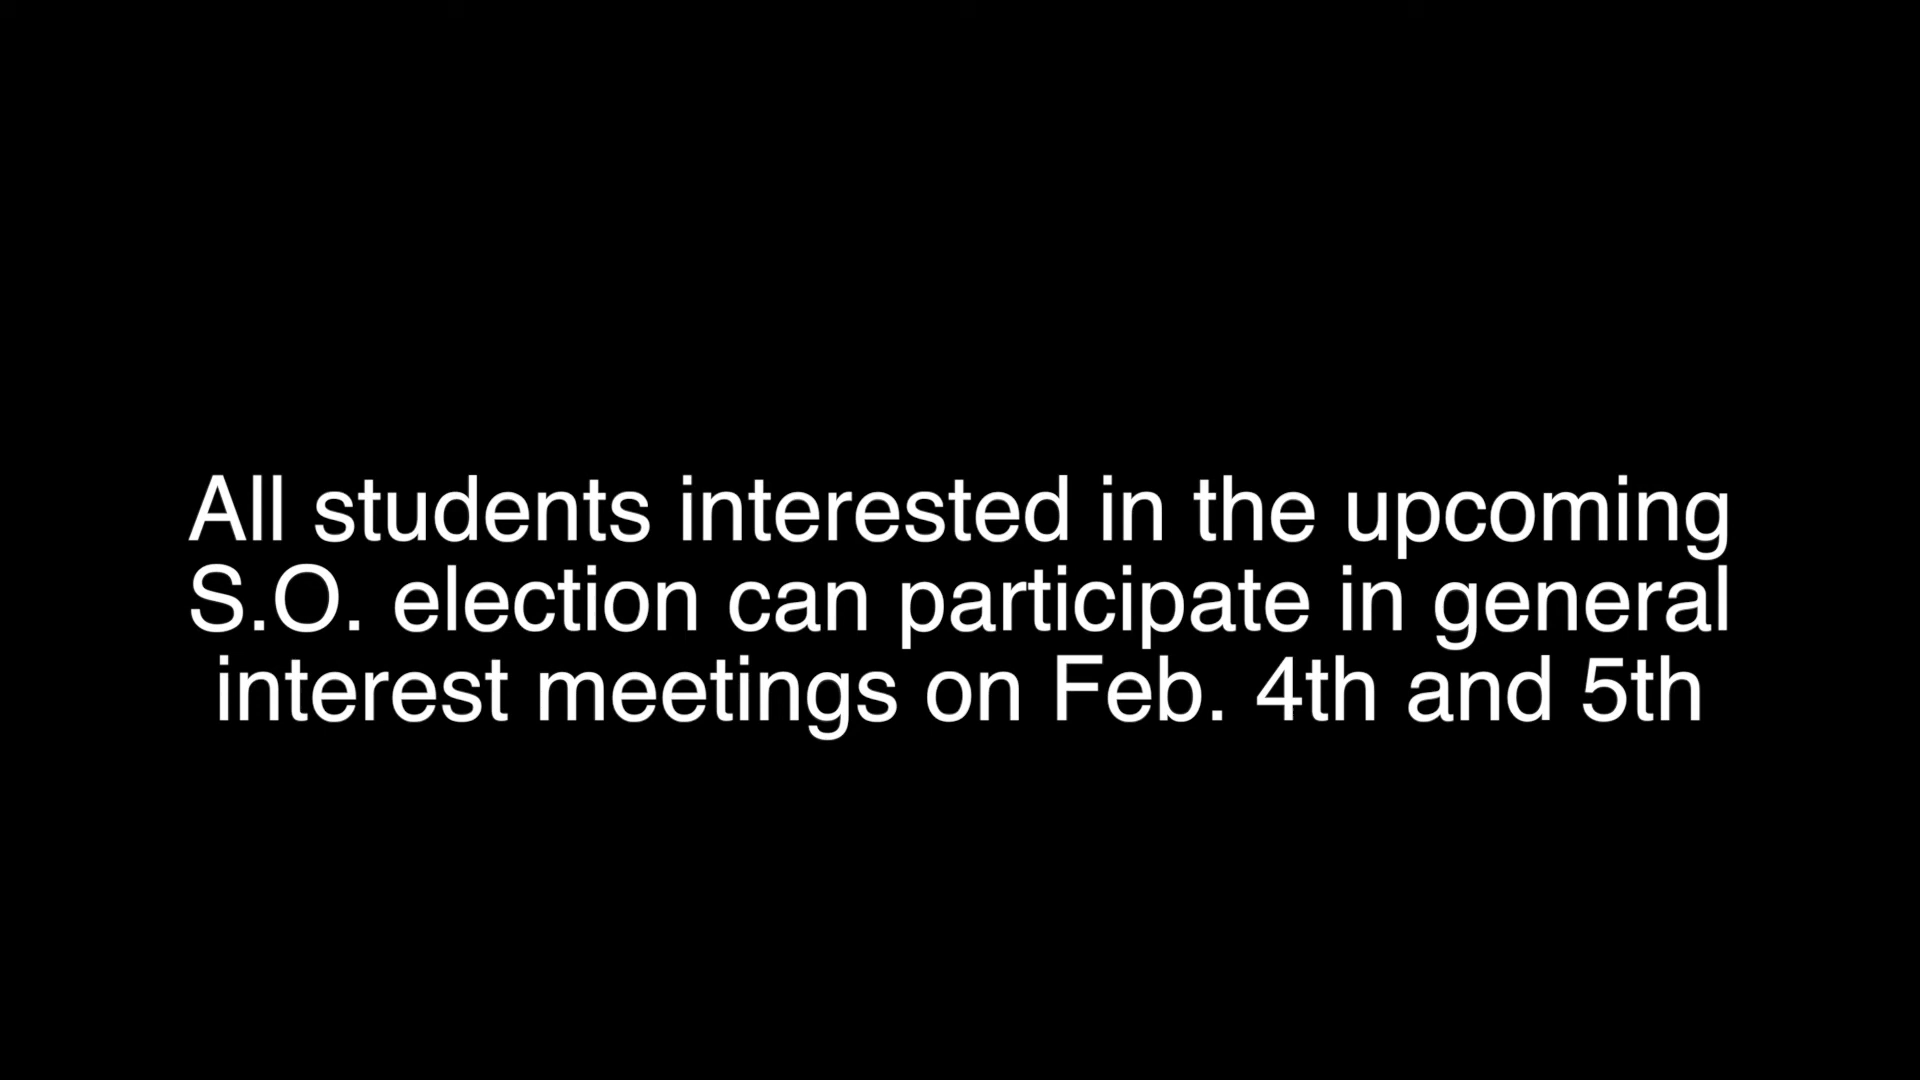 All students interested in the upcoming
S.O. election can participate in general
interest meetings on Feb. 4th and 5th